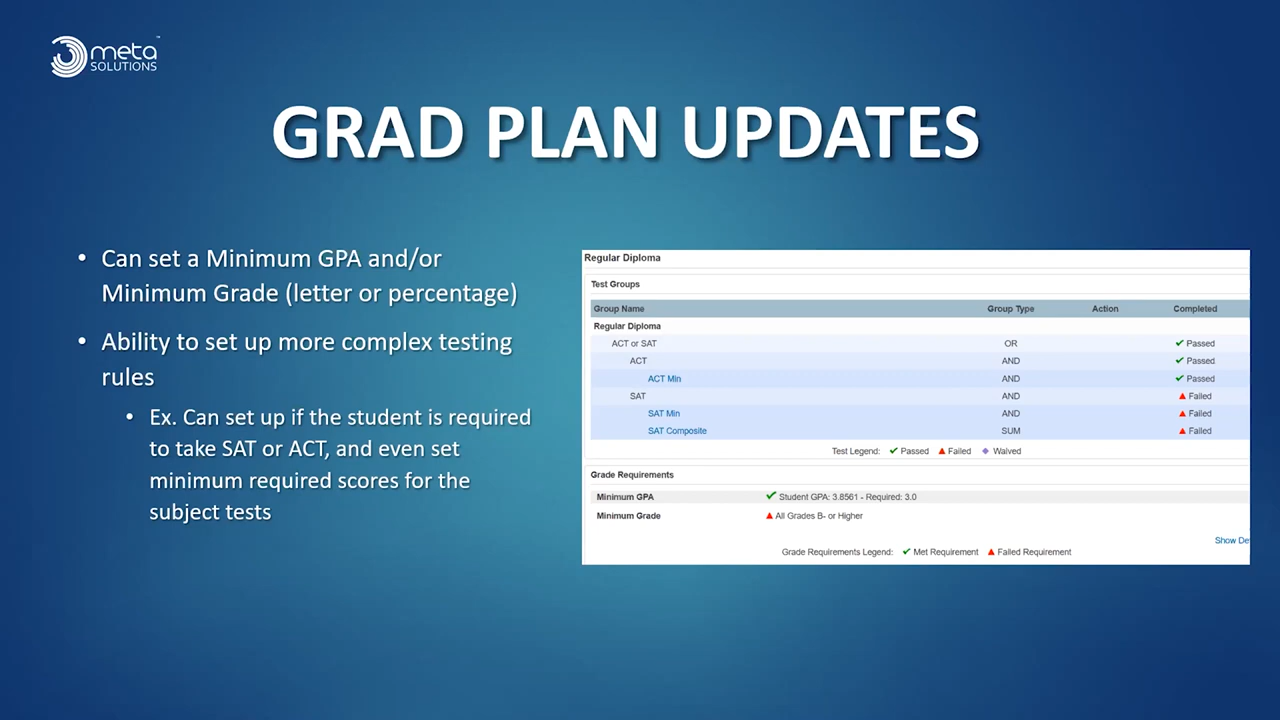 meta™
SOLUTIONS
GRAD PLAN UPDATES
• Can set a Minimum GPA and/or
Minimum Grade (letter or percentage)
• Ability to set up more complex testing
rules
• Ex. Can set up if the student is required
to take SAT or ACT, and even set
minimum required scores for the
subject tests
Regular Diploma
Test Groups
Group Name Group Type Action Completed
Regular Diploma
ACT or SAT OR Passed
ACT AND Passed
ACT Min AND Passed
SAT AND Failed
SAT Min AND Failed
SAT Composite SUM Failed
Test Legend: Passed Failed Waived
Grade Requirements
Minimum GPA Student GPA: 3.8561 - Required: 3.0
Minimum Grade All Grades B- or Higher
Show De
Grade Requirements Legend: Met Requirement Failed Requirement